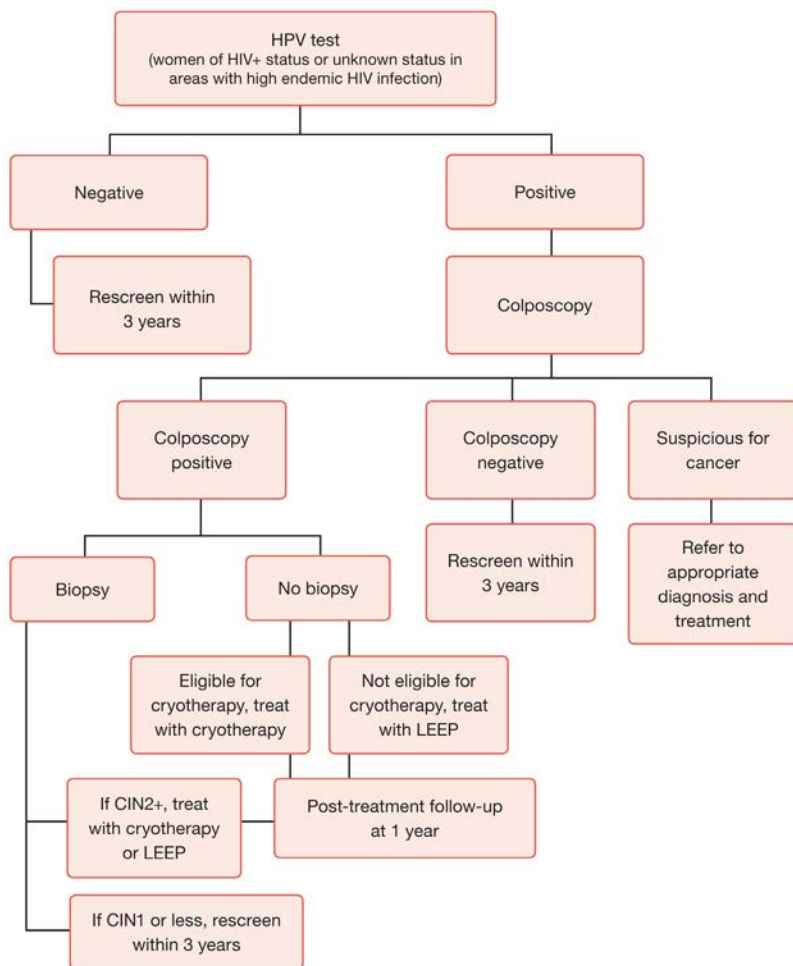 HPV test
(women of HIV+ status or unknown status in
areas with high endemic HIV infection)
Negative
Positive
Rescreen within
3 years
Colposcopy
Colposcopy
positive
Colposcopy
negative
Suspicious for
cancer
Biopsy
No biopsy
Rescreen within
3 years
Refer to
appropriate
diagnosis and
treatment
Eligible for
cryotherapy, treat
with cryotherapy
Not eligible for
cryotherapy, treat
with LEEP
If CIN2+, treat
with cryotherapy
or LEEP
Post-treatment follow-up
at 1 year
If CIN1 or less, rescreen
within 3 years